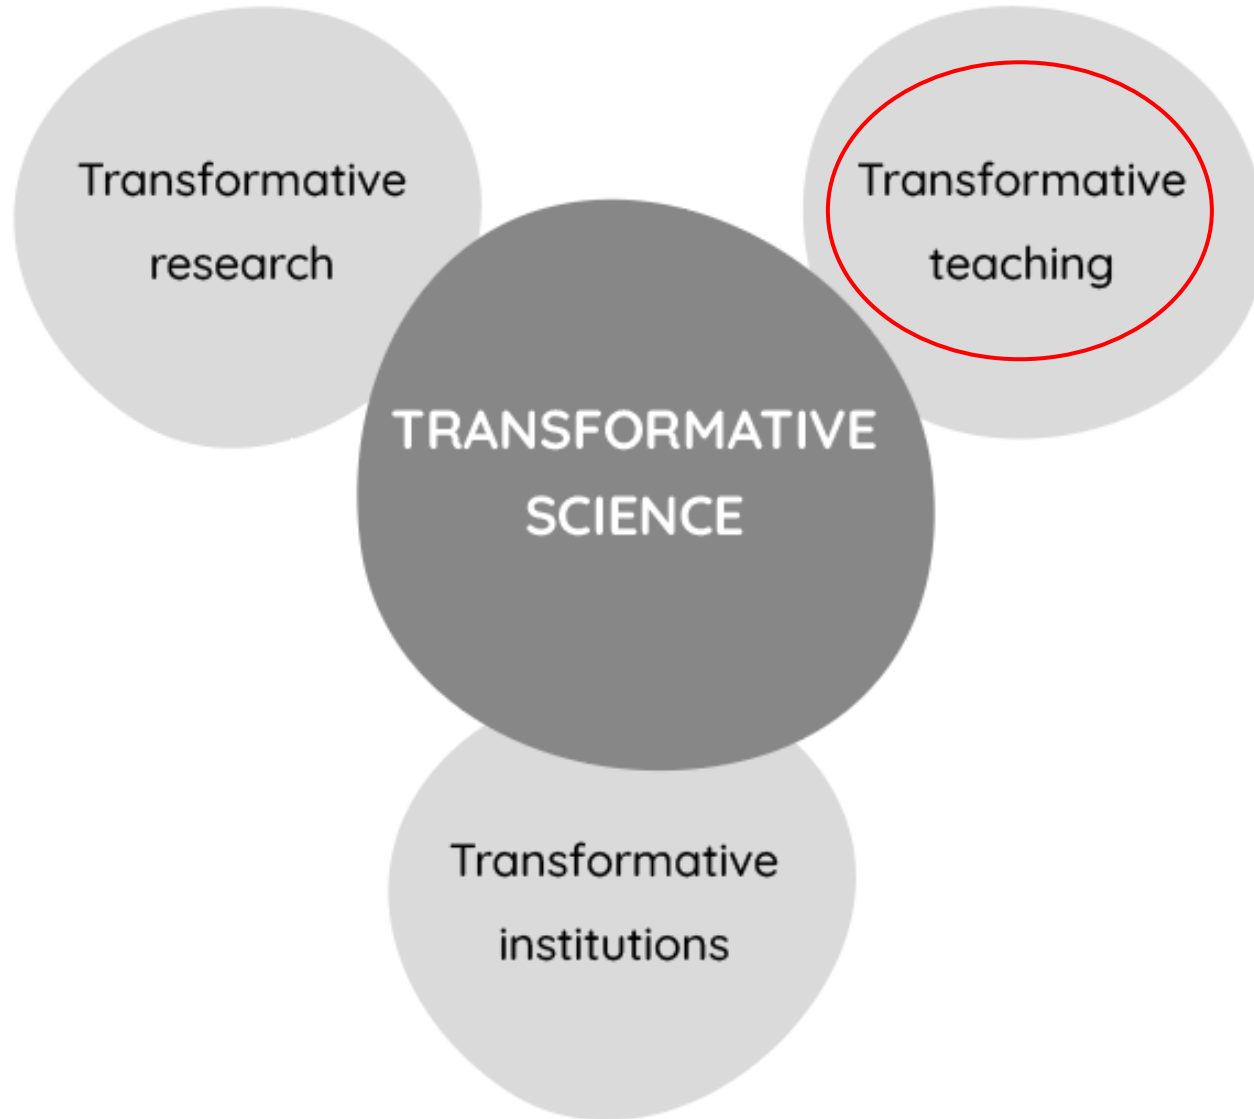 Transformative
research
Transformative
teaching
TRANSFORMATIVE
SCIENCE
Transformative
institutions